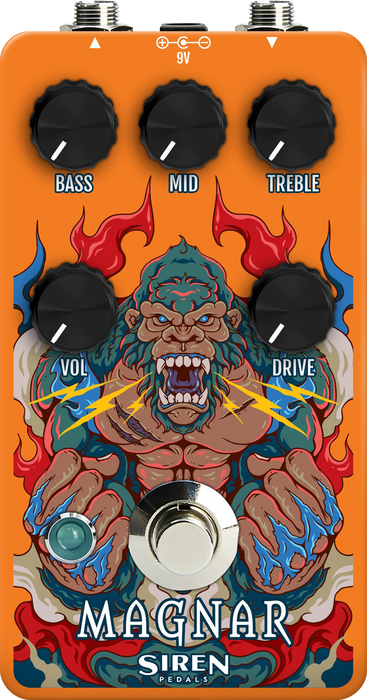 9V
BASS MID TREBLE
VOL DRIVE
MAGNAR
SIREN
PEDALS